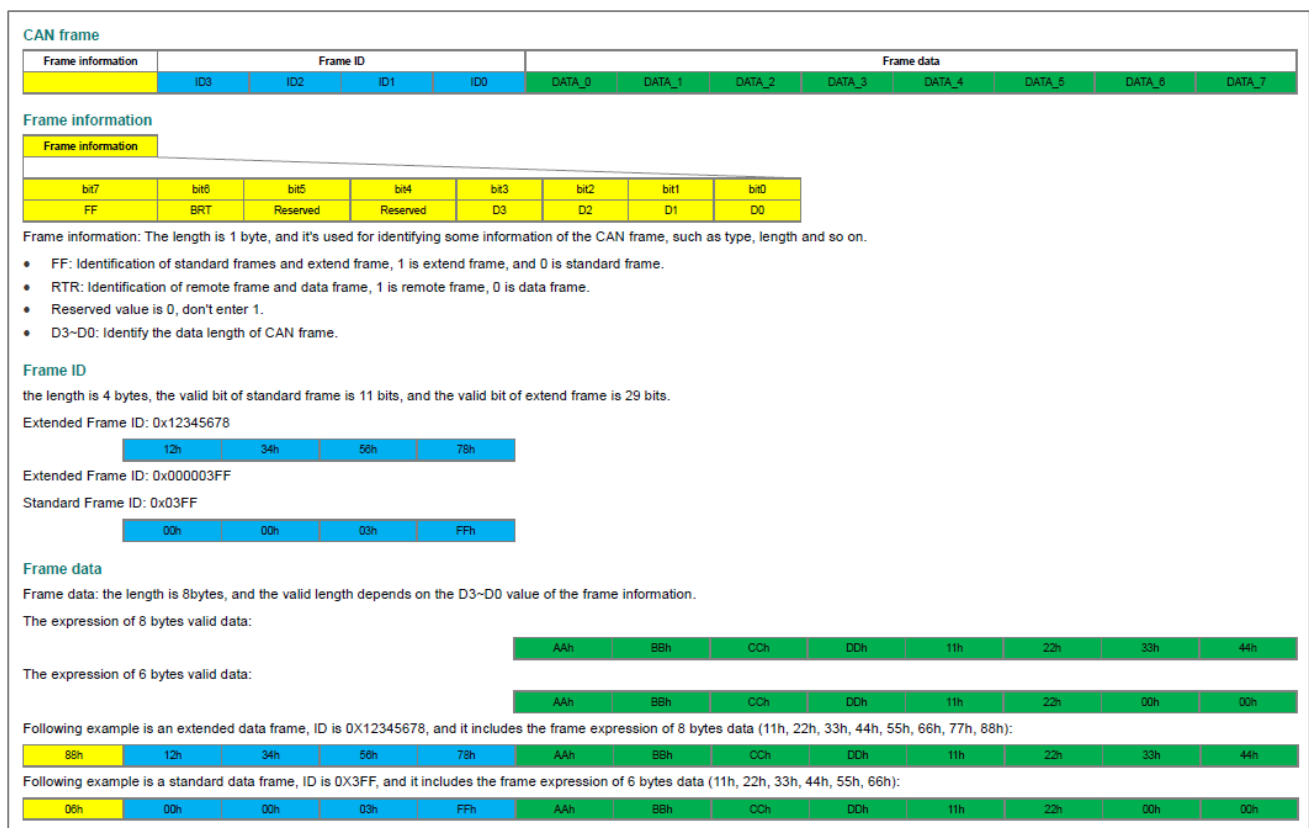 CAN frame
Frame information Frame ID Frame data
ID3 ID2 ID1 ID0 DATA_0 DATA_1 DATA_2 DATA_3 DATA_4 DATA_5 DATA_6 DATA_7
Frame information
Frame information
bit7 bit6 bit5 bit4 bit3 bit2 bit1 bit0
FF BRT Reserved Reserved D3 D2 D1 D0
Frame information: The length is 1 byte, and it's used for identifying some information of the CAN frame, such as type, length and so on.
• FF: Identification of standard frames and extend frame, 1 is extend frame, and 0 is standard frame.
• RTR: Identification of remote frame and data frame, 1 is remote frame, 0 is data frame.
• Reserved value is 0, don't enter 1.
• D3~D0: Identify the data length of CAN frame.
Frame ID
the length is 4 bytes, the valid bit of standard frame is 11 bits, and the valid bit of extend frame is 29 bits.
Extended Frame ID: 0x12345678
12h 34h 56h 78h
Extended Frame ID: 0x000003FF
Standard Frame ID: 0x03FF
00h 00h 03h FFh
Frame data
Frame data: the length is 8bytes, and the valid length depends on the D3~D0 value of the frame information.
The expression of 8 bytes valid data:
AAh BBh CCh DDh 11h 22h 33h 44h
The expression of 6 bytes valid data:
AAh BBh CCh DDh 11h 22h 00h 00h
Following example is an extended data frame, ID is 0X12345678, and it includes the frame expression of 8 bytes data (11h, 22h, 33h, 44h, 55h, 66h, 77h, 88h):
88h 12h 34h 56h 78h AAh BBh CCh DDh 11h 22h 33h 44h
Following example is a standard data frame, ID is 0X3FF, and it includes the frame expression of 6 bytes data (11h, 22h, 33h, 44h, 55h, 66h):
06h 00h 00h 03h FFh AAh BBh CCh DDh 11h 22h 00h 00h